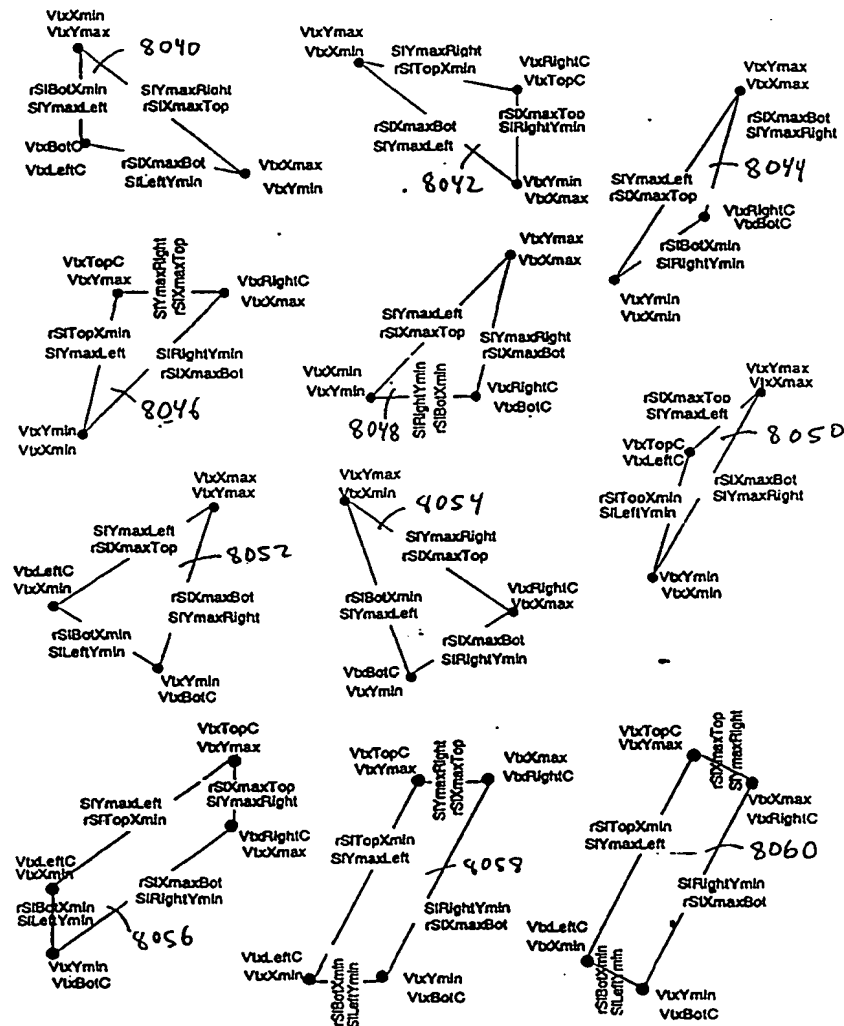 VtxXmin
VtxYmax
8040
rSlBotXmin
SlYmaxLeft
SlYmaxRight
rSlXmaxTop
VtxBotC
VtxLeftC
rSlXmaxBot
SlLeftYmin
VtxXmax
VtxYmin
VtxYmax
VtxXmin
SlYmaxRight
rSlTopXmin
VtxRightC
VtxTopC
rSlXmaxBot
SlYmaxLeft
rSlXmaxTop
SlRightYmin
8042
VtxYmin
VtxXmax
VtxYmax
VtxXmax
rSlXmaxBot
SlYmaxRight
8044
SlYmaxLeft
rSlXmaxTop
VtxRightC
VtxBotC
rSlBotXmin
SlRightYmin
VtxYmin
VtxXmin
VtxTopC
VtxYmax
SlYmaxRight
rSlXmaxTop
VtxRightC
VtxXmax
rSlTopXmin
SlYmaxLeft
SlRightYmin
rSlXmaxBot
8046
VtxYmin
VtxXmin
VtxYmax
VtxXmax
SlYmaxLeft
rSlXmaxTop
SlYmaxRight
rSlXmaxBot
VtxXmin
VtxYmin
8048
SlRightYmin
rSlBotXmin
VtxRightC
VtxBotC
VtxYmax
VtxXmax
rSlXmaxTop
SlYmaxLeft
8050
VtxTopC
VtxLeftC
rSlTopXmin
SlLeftYmin
rSlXmaxBot
SlYmaxRight
VtxYmin
VtxXmin
VtxXmax
VtxYmax
SlYmaxLeft
rSlXmaxTop
8052
VtxLeftC
VtxXmin
rSlXmaxBot
SlYmaxRight
rSlBotXmin
SlLeftYmin
VtxYmin
VtxBotC
VtxYmax
VtxXmin
8054
SlYmaxRight
rSlXmaxTop
rSlBotXmin
SlYmaxLeft
VtxRightC
VtxXmax
rSlXmaxBot
SlRightYmin
VtxBotC
VtxYmin
VtxTopC
VtxYmax
SlYmaxLeft
rSlTopXmin
rSlXmaxTop
SlYmaxRight
VtxRightC
VtxXmax
VtxLeftC
VtxXmin
rSlBotXmin
SlLeftYmin
rSlXmaxBot
SlRightYmin
8056
VtxYmin
VtxBotC
VtxTopC
VtxYmax
SlYmaxRight
rSlXmaxTop
VtxXmax
VtxRightC
rSlTopXmin
SlYmaxLeft
8058
SlRightYmin
rSlXmaxBot
VtxLeftC
VtxXmin
rSlBotXmin
SlLeftYmin
VtxYmin
VtxBotC
VtxTopC
VtxYmax
rSlXmaxTop
SlYmaxRight
VtxXmax
VtxRightC
rSlTopXmin
SlYmaxLeft
8060
SlRightYmin
rSlXmaxBot
VtxLeftC
VtxXmin
rSlBotXmin
SlLeftYmin
VtxYmin
VtxBotC